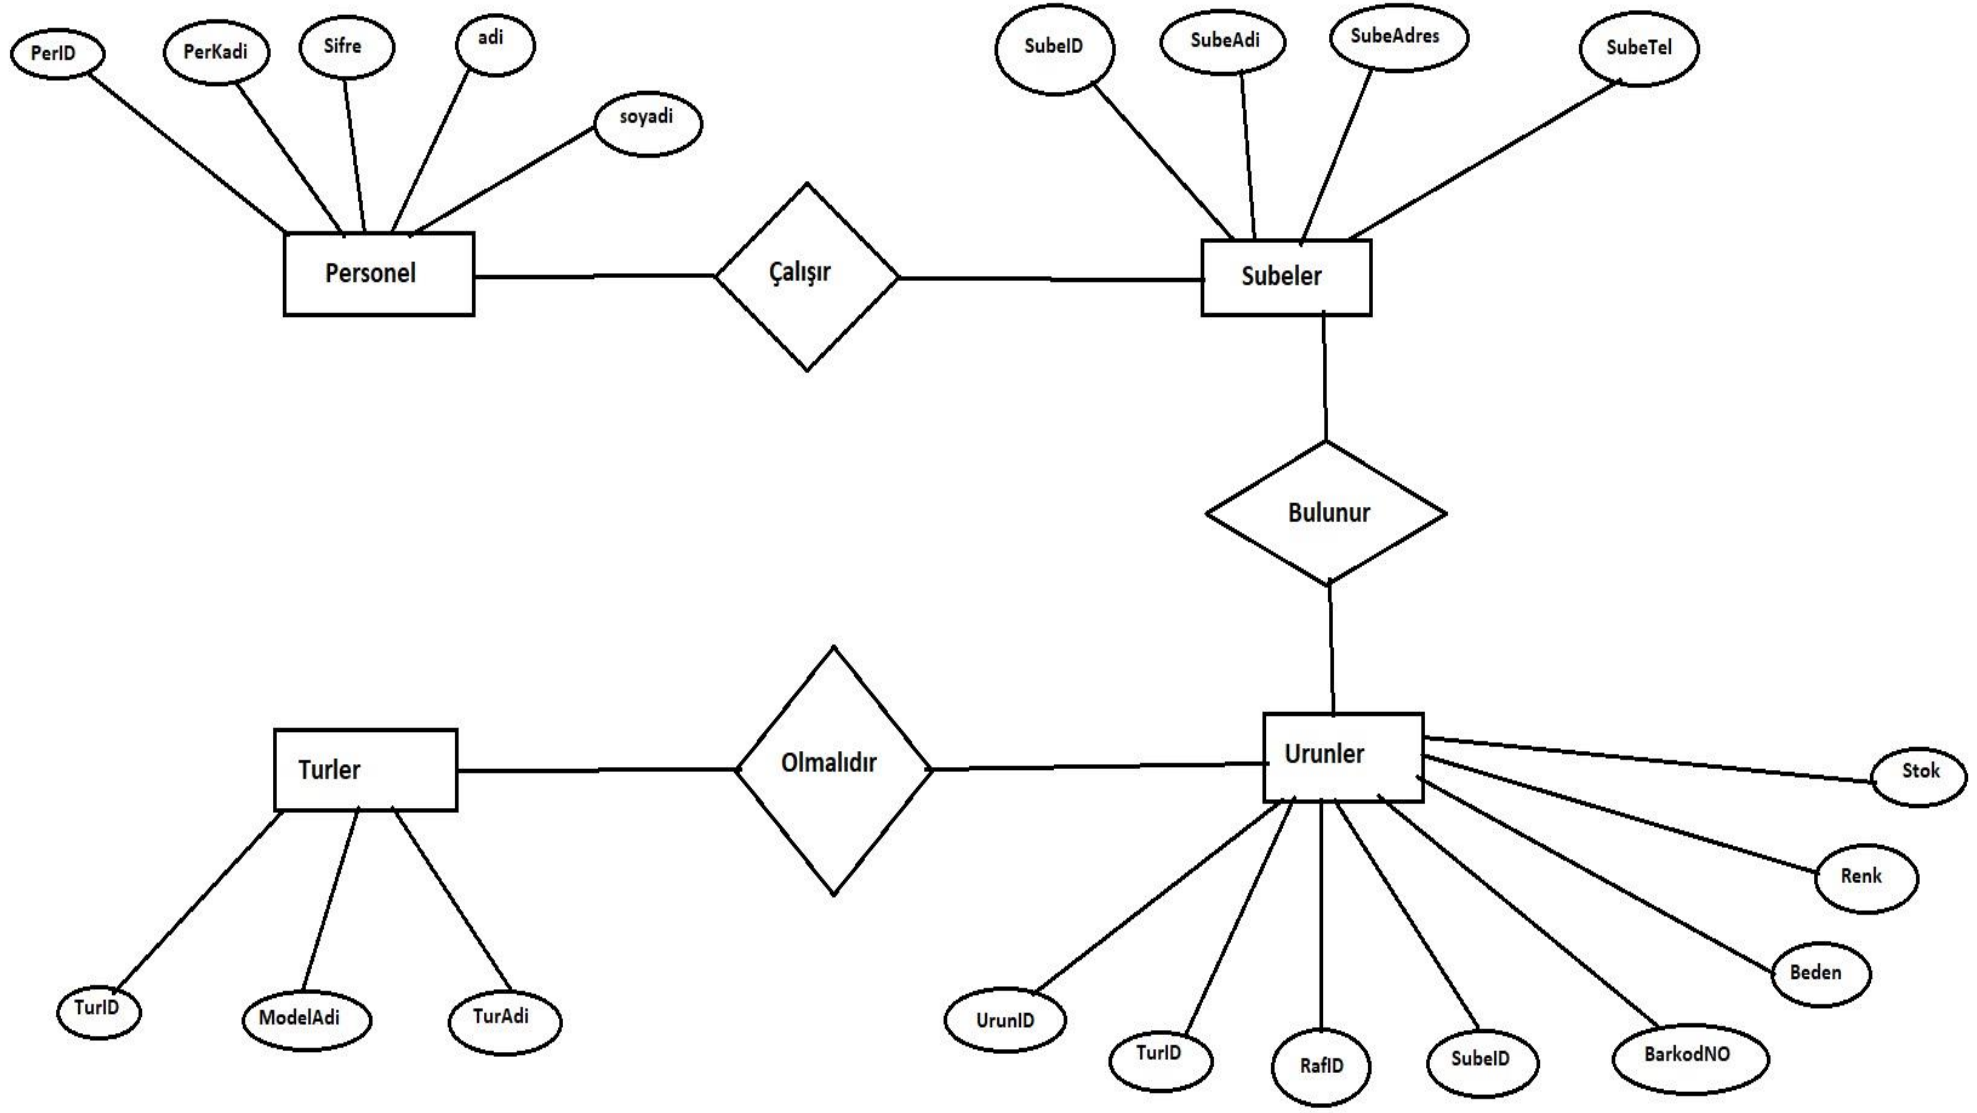 PerID
PerKadi
Sifre
adi
soyadi
SubeID
SubeAdi
SubeAdres
SubeTel
Personel
Çalışır
Subeler
Bulunur
Turler
Olmalıdır
Urunler
Stok
Renk
Beden
TurID
ModelAdi
TurAdi
UrunID
TurID
RafID
SubeID
BarkodNO